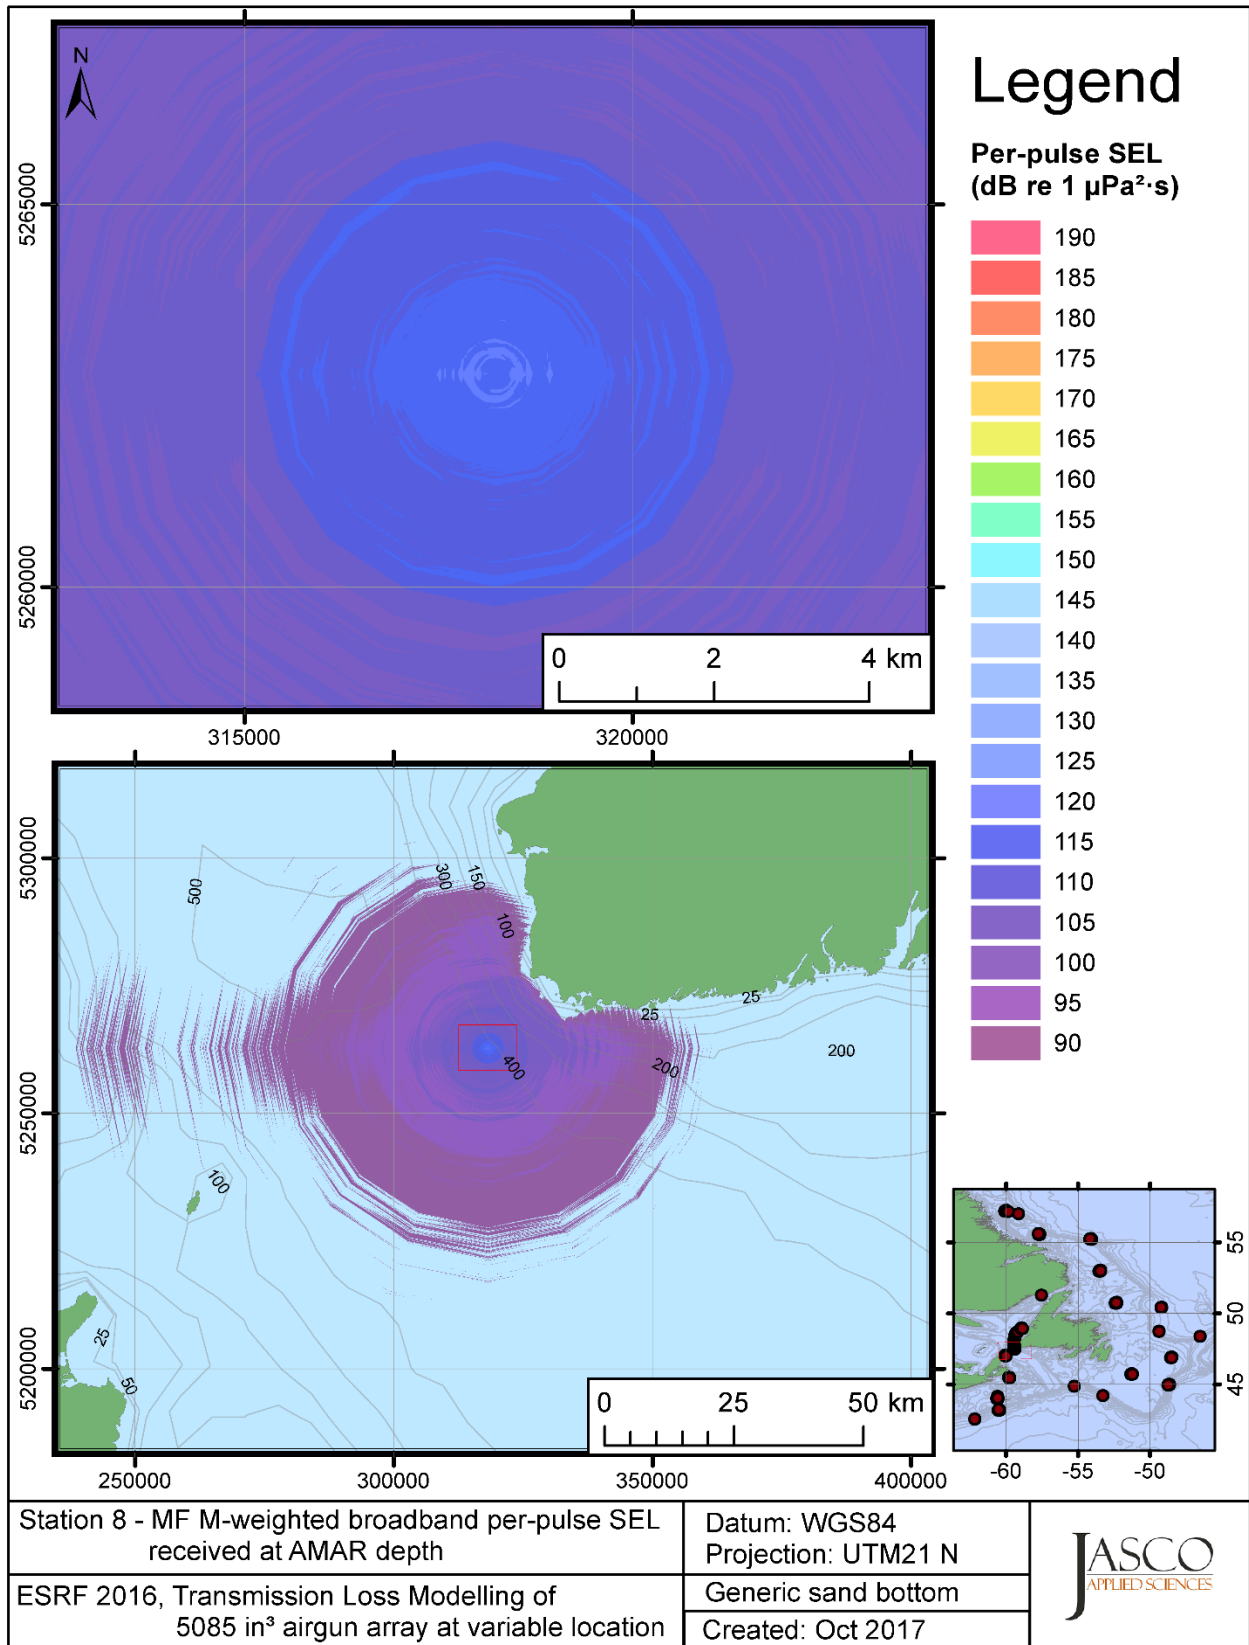 N
5265000
5260000
0 2 4 km
315000 320000
Legend
Per-pulse SEL
(dB re 1 µPa²·s)
190
185
180
175
170
165
160
155
150
145
140
135
130
125
120
115
110
105
100
95
90
5300000
5250000
5200000
500
300
150
100
25
25
200
200
400
100
25
50
0 25 50 km
250000 300000 350000 400000
55
50
45
-60 -55 -50
Station 8 - MF M-weighted broadband per-pulse SEL
received at AMAR depth
ESRF 2016, Transmission Loss Modelling of
5085 in³ airgun array at variable location
Datum: WGS84
Projection: UTM21 N
Generic sand bottom
Created: Oct 2017
JASCO
APPLIED SCIENCES